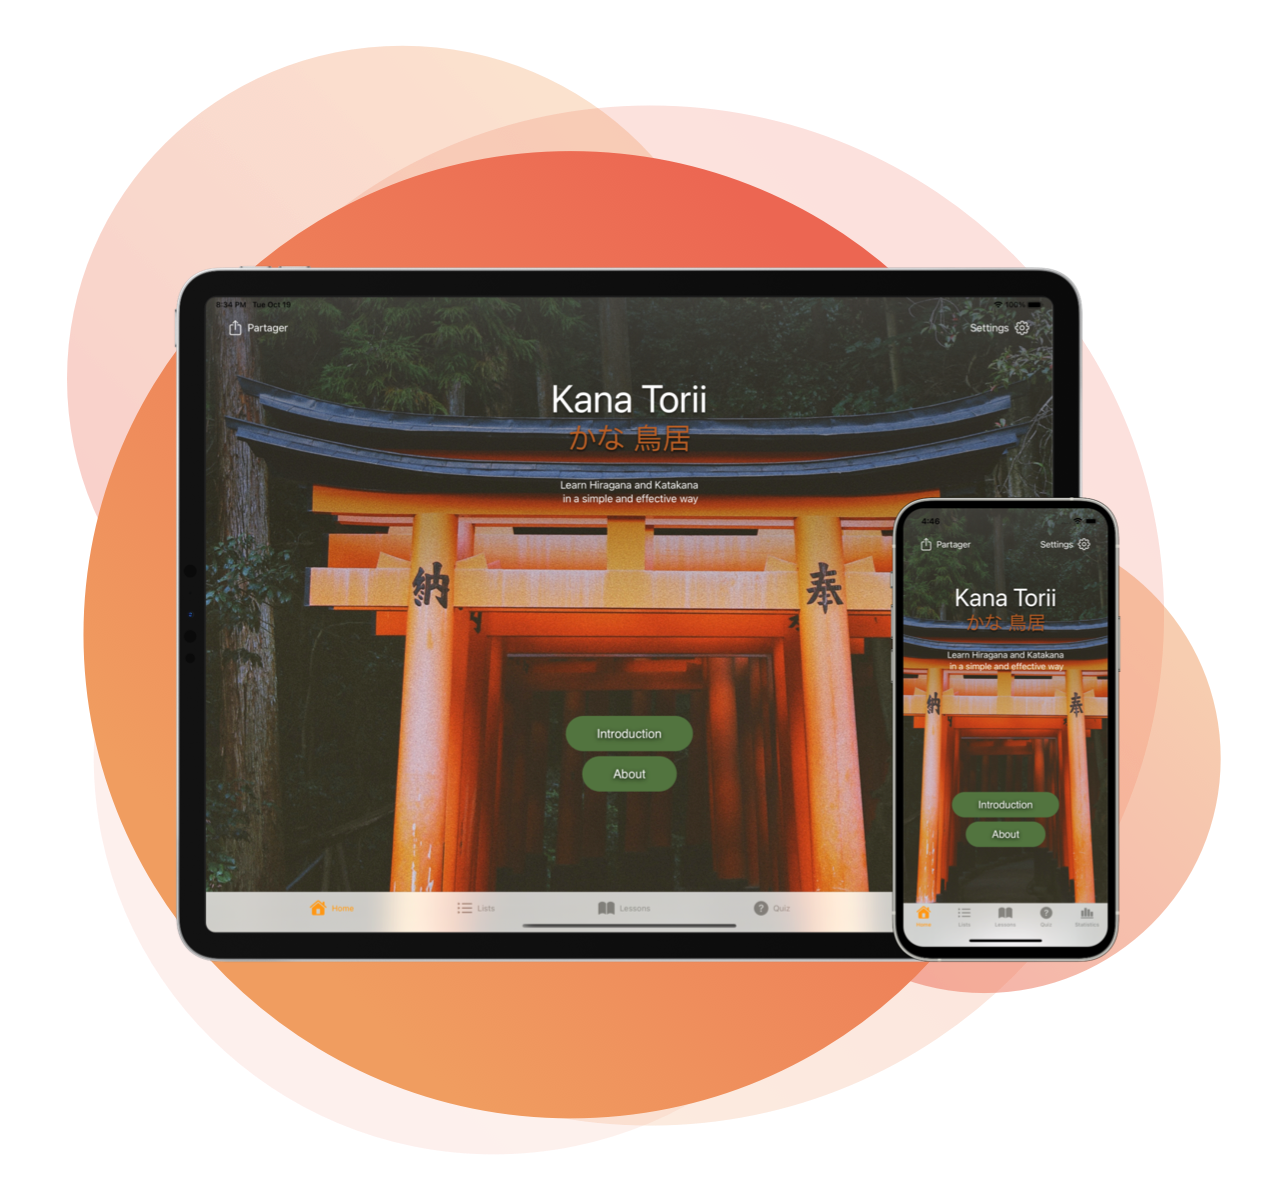 8:34 PM Tue Oct 19
100%
Partager
Settings
Kana Torii
かな 鳥居
Learn Hiragana and Katakana
in a simple and effective way
納
奉
Introduction
About
Home
Lists
Lessons
Quiz
4:46
Partager
Settings
Kana Torii
かな 鳥居
Learn Hiragana and Katakana
in a simple and effective way
納
奉
Introduction
About
Home
Lists
Lessons
Quiz
Statistics